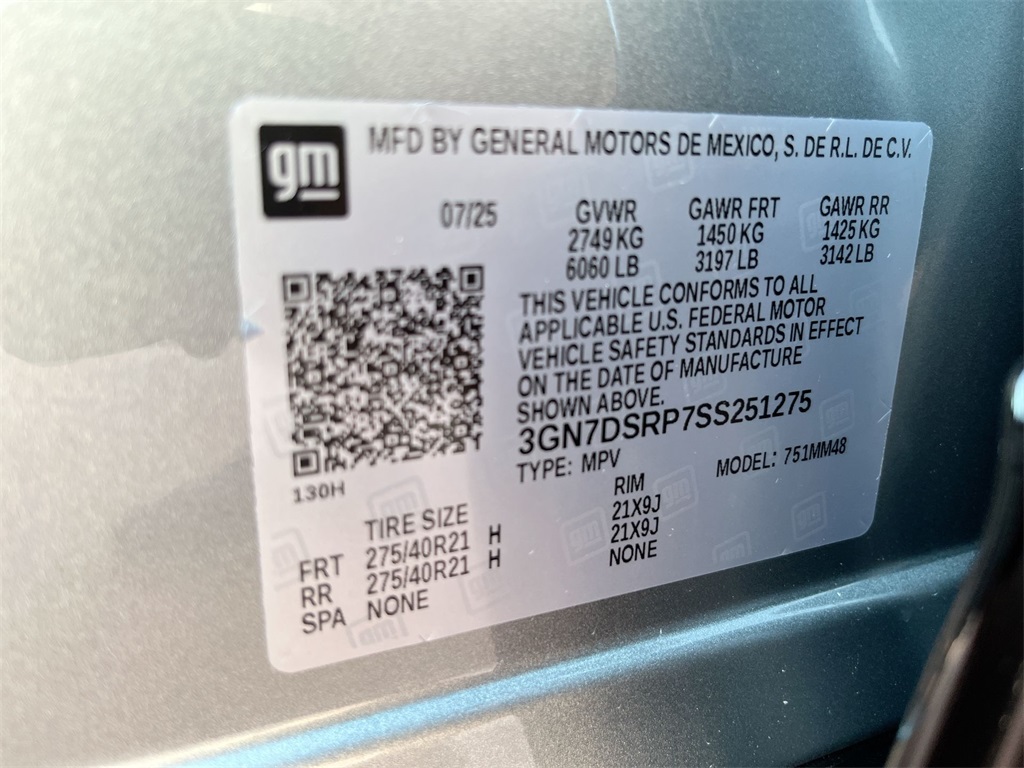 gm
MFD BY GENERAL MOTORS DE MEXICO, S. DE R.L. DE C.V.
07/25 GVWR GAWR FRT GAWR RR
2749 KG 1450 KG 1425 KG
6060 LB 3197 LB 3142 LB
THIS VEHICLE CONFORMS TO ALL
APPLICABLE U.S. FEDERAL MOTOR
VEHICLE SAFETY STANDARDS IN EFFECT
ON THE DATE OF MANUFACTURE
SHOWN ABOVE.
3GN7DSRP7SS251275
TYPE: MPV MODEL: 751MM48
130H
TIRE SIZE RIM
FRT 275/40R21 H 21X9J
RR 275/40R21 H 21X9J
SPA NONE NONE